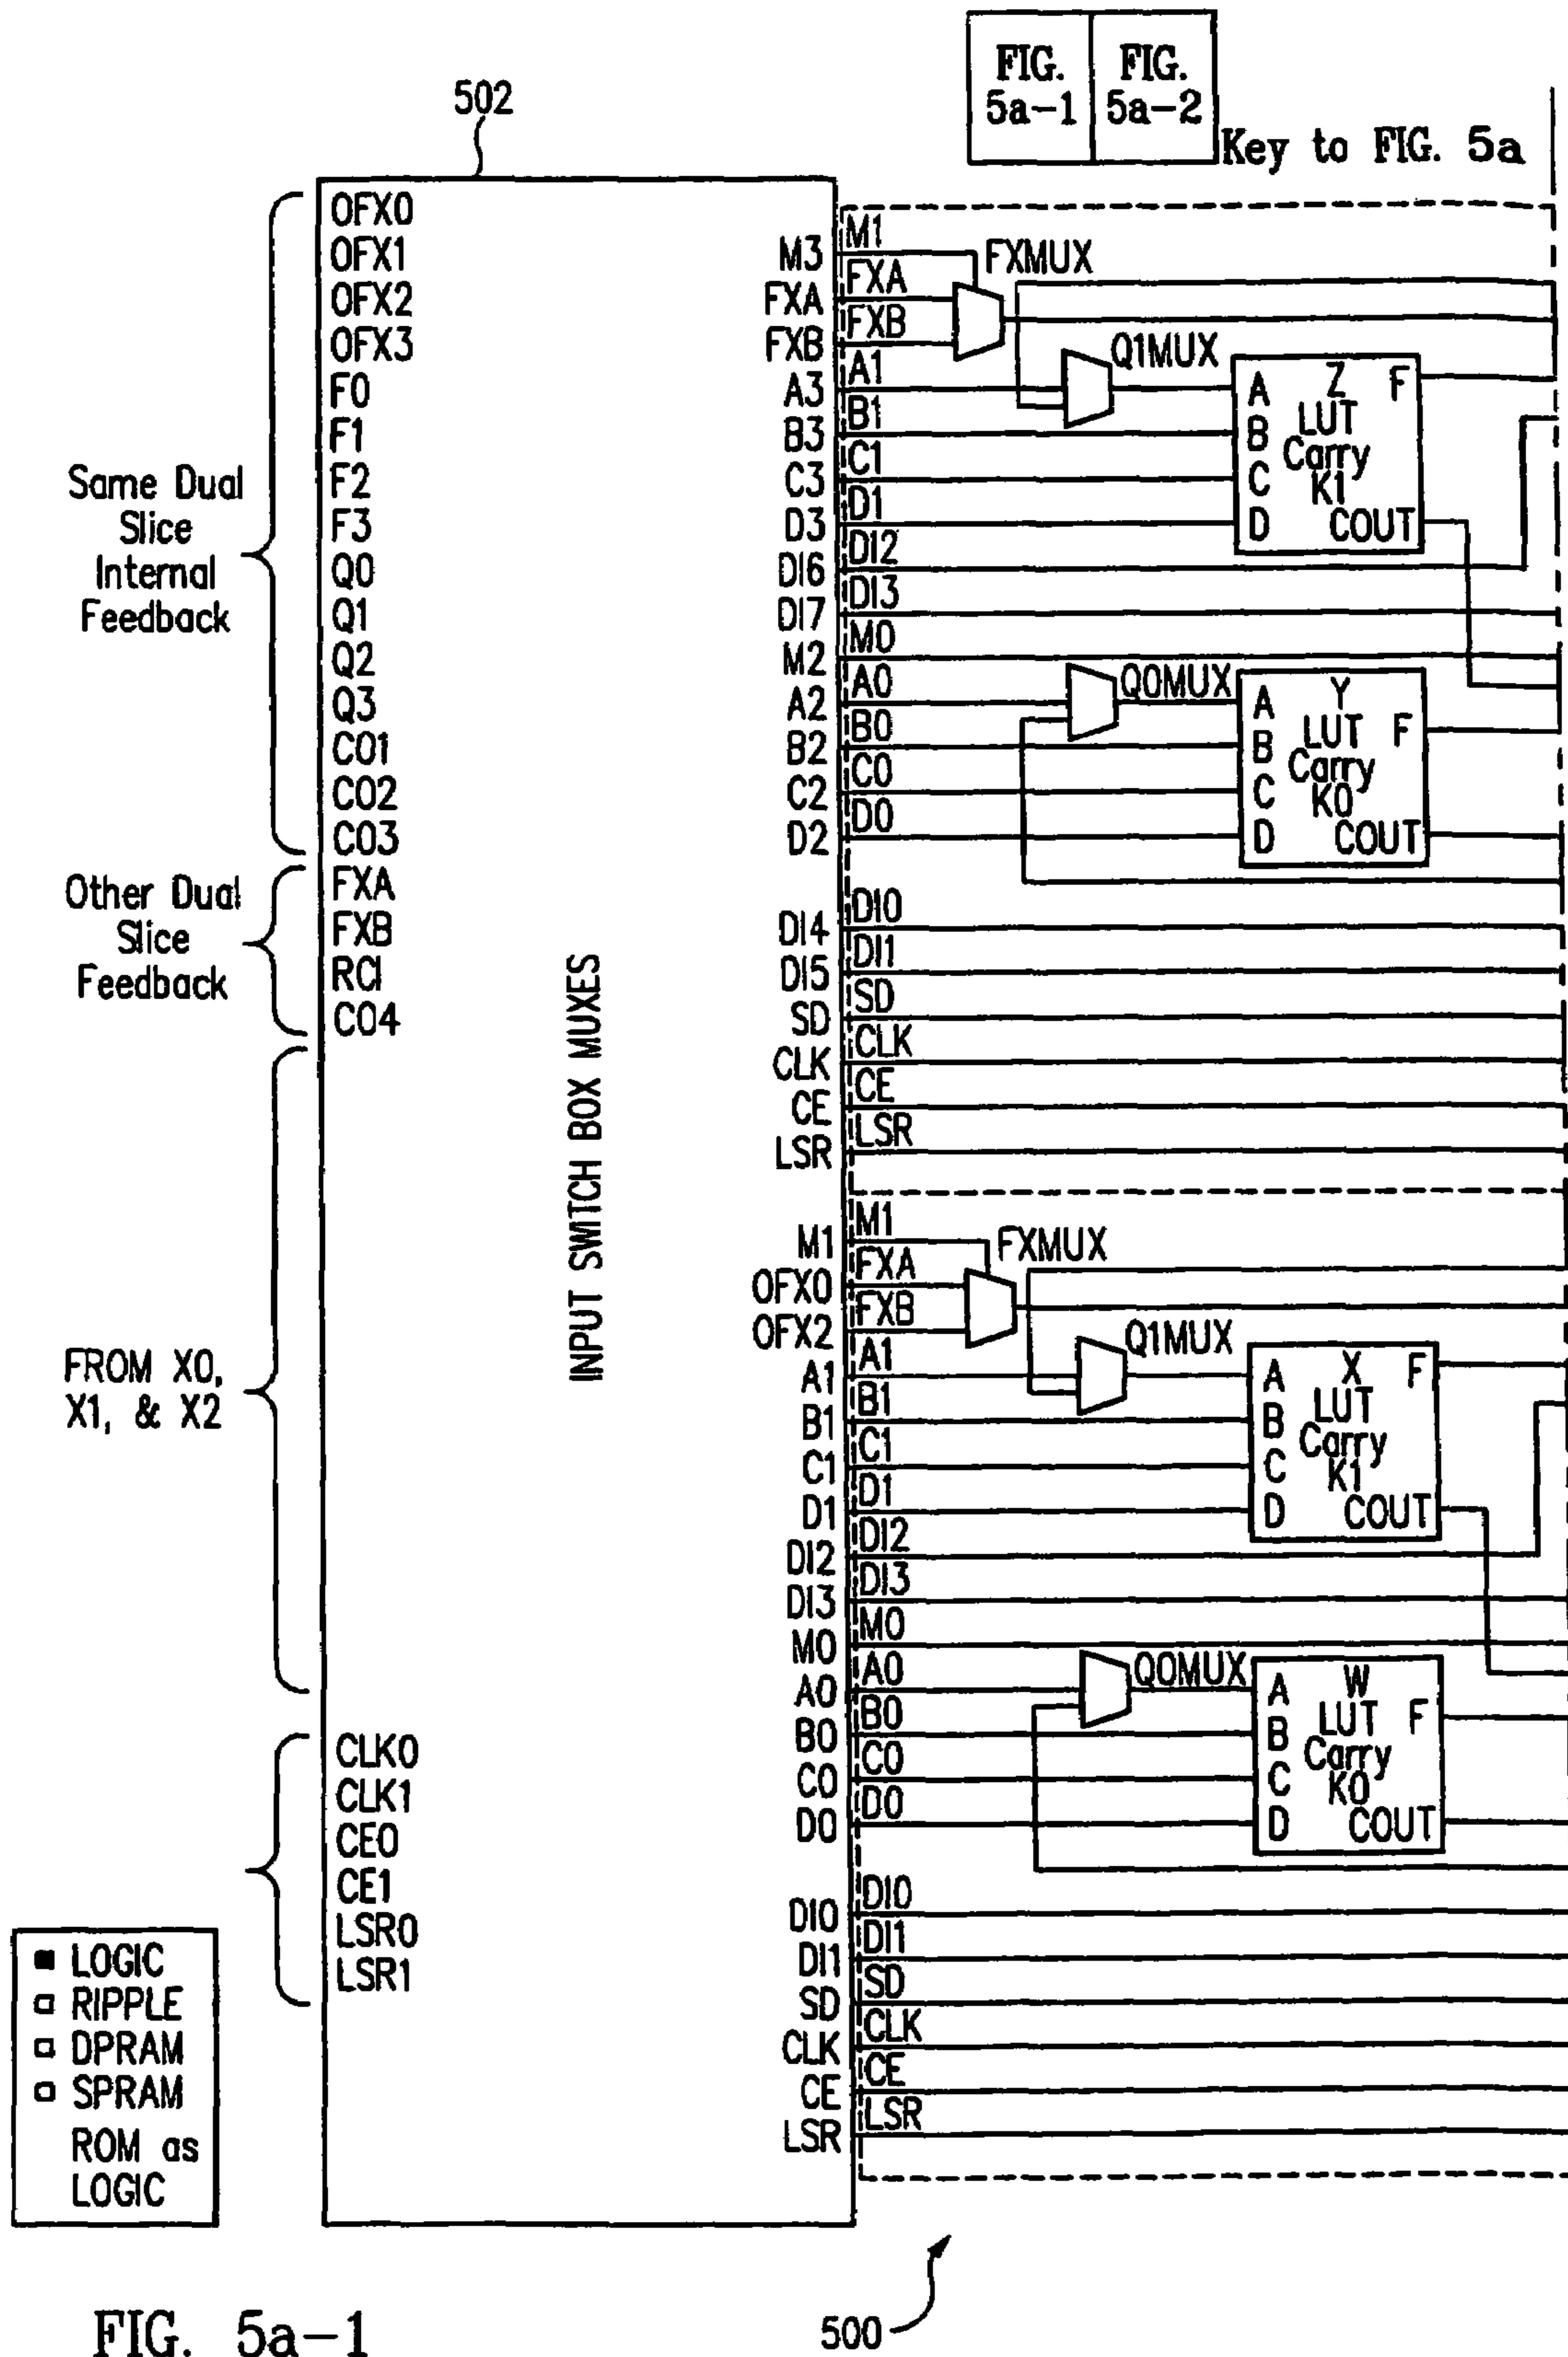 FIG. 5a-1
FIG. 5a-2
Key to FIG. 5a
502
Same Dual
Slice
Internal
Feedback
Other Dual
Slice
Feedback
FROM X0,
X1, & X2
OFX0
OFX1
OFX2
OFX3
F0
F1
F2
F3
Q0
Q1
Q2
Q3
CO1
CO2
CO3
FXA
FXB
RCI
CO4
CLK0
CLK1
CE0
CE1
LSR0
LSR1
INPUT SWITCH BOX MUXES
M3 M1
FXMUX
FXA FXA
FXB FXB
Q1MUX
A3 A1
B3 B1
C3 C1
D3 D1
DI6 DI2
DI7 DI3
M2 M0
A Z F
B LUT
Carry
C K1
D COUT
Q0MUX
A2 A0
B2 B0
C2 C0
D2 D0
A Y F
B LUT
Carry
C K0
D COUT
DI4 DI0
DI5 DI1
SD SD
CLK CLK
CE CE
LSR LSR
M1 M1
FXMUX
OFX0 FXA
OFX2 FXB
Q1MUX
A1 A1
B1 B1
C1 C1
D1 D1
DI2 DI2
DI3 DI3
M0 M0
A X F
B LUT
Carry
C K1
D COUT
Q0MUX
A0 A0
B0 B0
C0 C0
D0 D0
A W F
B LUT
Carry
C K0
D COUT
DI0 DI0
DI1 DI1
SD SD
CLK CLK
CE CE
LSR LSR
LOGIC
RIPPLE
DPRAM
SPRAM
ROM as
LOGIC
500
FIG. 5a-1